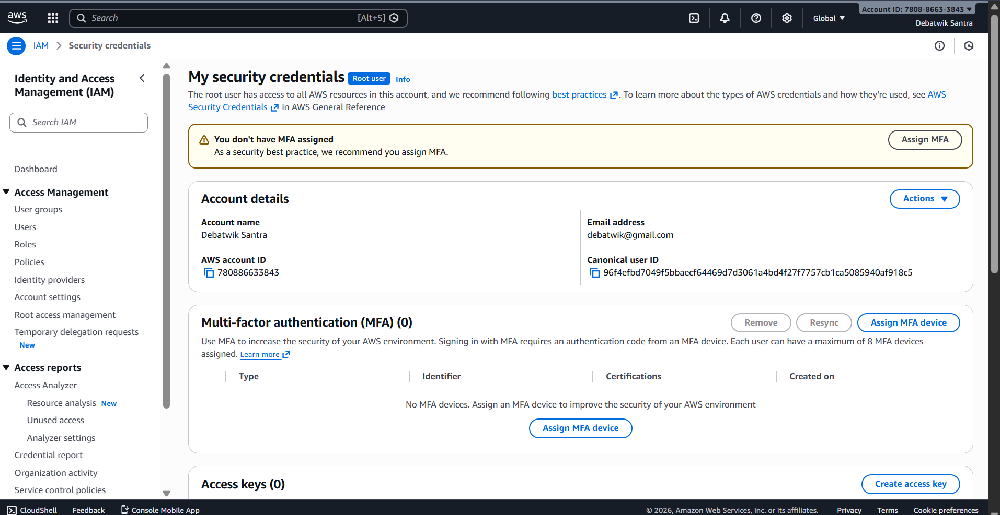 aws
Search [Alt+S]
Global
Account ID: 7808-8663-3843
Debatwik Santra
IAM
Security credentials
Identity and Access
Management (IAM)
Search IAM
Dashboard
Access Management
User groups
Users
Roles
Policies
Identity providers
Account settings
Root access management
Temporary delegation requests
New
Access reports
Access Analyzer
Resource analysis New
Unused access
Analyzer settings
Credential report
Organization activity
Service control policies
My security credentials Root user Info
The root user has access to all AWS resources in this account, and we recommend following best practices . To learn more about the types of AWS credentials and how they're used, see AWS
Security Credentials in AWS General Reference
You don't have MFA assigned
As a security best practice, we recommend you assign MFA.
Assign MFA
Account details
Actions
Account name
Debatwik Santra
Email address
debatwik@gmail.com
AWS account ID
780886633843
Canonical user ID
96f4efbd7049f5bbaecf64469d7d3061a4bd4f27f7757cb1ca5085940af918c5
Multi-factor authentication (MFA) (0)
Remove
Resync
Assign MFA device
Use MFA to increase the security of your AWS environment. Signing in with MFA requires an authentication code from an MFA device. Each user can have a maximum of 8 MFA devices
assigned. Learn more
Type
Identifier
Certifications
Created on
No MFA devices. Assign an MFA device to improve the security of your AWS environment
Assign MFA device
Access keys (0)
Create access key
CloudShell
Feedback
Console Mobile App
© 2026, Amazon Web Services, Inc. or its affiliates.
Privacy
Terms
Cookie preferences